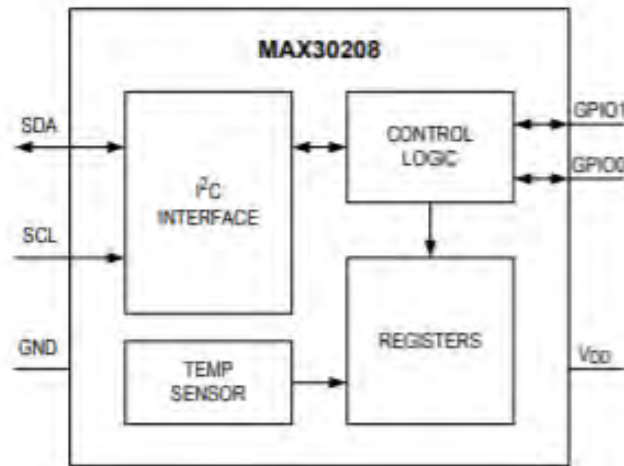 MAX30208
SDA
I²C
INTERFACE
SCL
GND
TEMP
SENSOR
CONTROL
LOGIC
REGISTERS
GPIO1
GPIO0
VDD